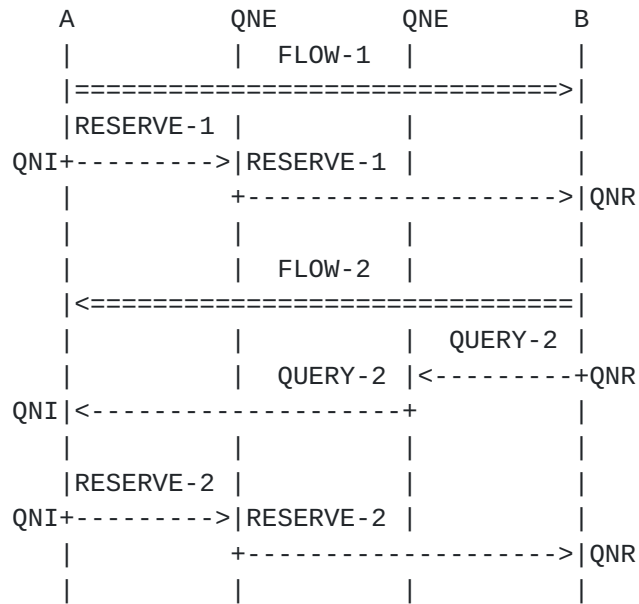 A QNE QNE B
FLOW-1
RESERVE-1
QNI RESERVE-1
QNR
FLOW-2
QUERY-2
QUERY-2 QNR
QNI
RESERVE-2
QNI RESERVE-2
QNR